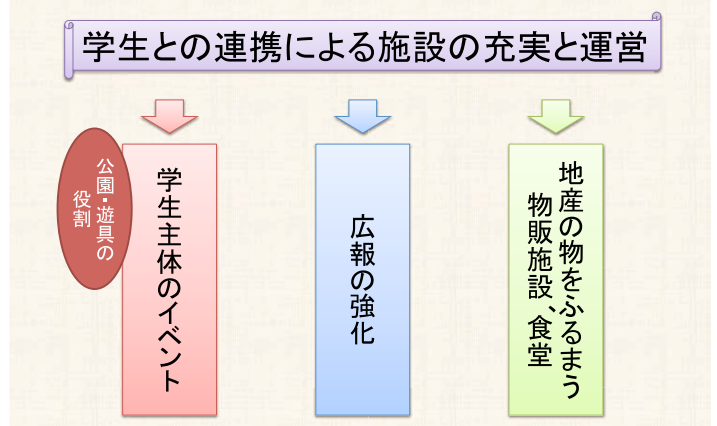 学生との連携による施設の充実と運営
公園・遊具の
役割
学生主体のイベント
広報の強化
地産の物をふるまう
物販施設、食堂